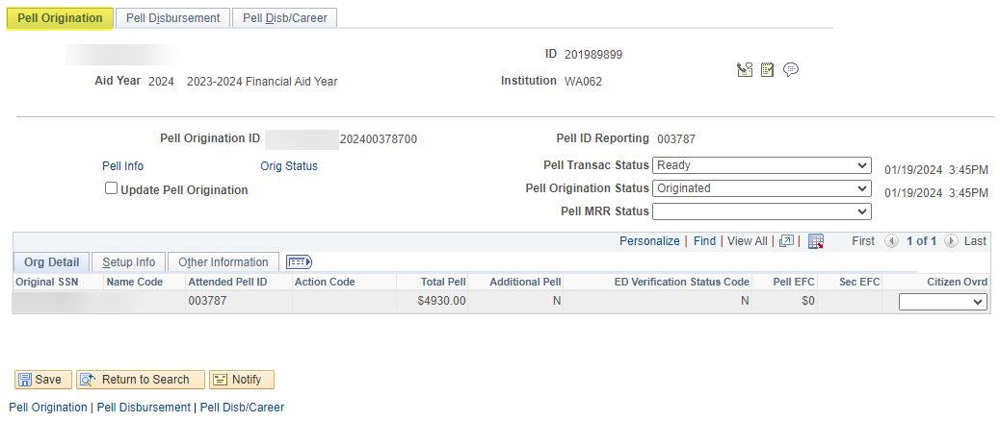 Pell Origination Pell Disbursement Pell Disb/Career
ID 201989899
Aid Year 2024 2023-2024 Financial Aid Year Institution WA062
Pell Origination ID 202400378700 Pell ID Reporting 003787
Pell Info Orig Status Pell Transac Status Ready 01/19/2024 3:45PM
Update Pell Origination Pell Origination Status Originated 01/19/2024 3:45PM
Pell MRR Status
Personalize | Find | View All | | First 1 of 1 Last
Org Detail Setup Info Other Information
Original SSN Name Code Attended Pell ID Action Code Total Pell Additional Pell ED Verification Status Code Pell EFC Sec EFC Citizen Ovrd
003787 $4930.00 N N $0
Save Return to Search Notify
Pell Origination | Pell Disbursement | Pell Disb/Career